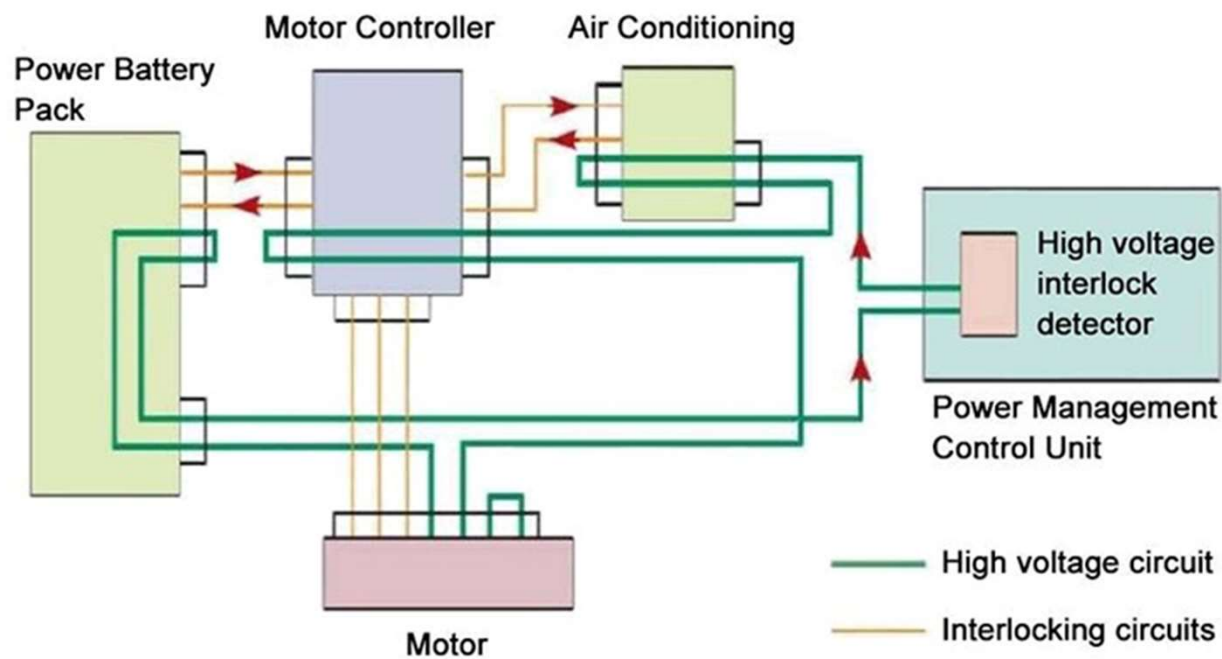 Motor Controller
Air Conditioning
Power Battery
Pack
High voltage
interlock
detector
Power Management
Control Unit
High voltage circuit
Interlocking circuits
Motor